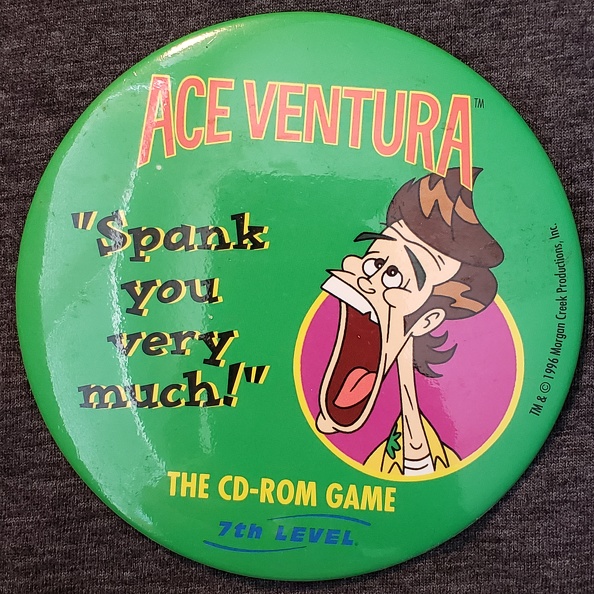 ACE VENTURA™
"Spank
you
very
much!"
THE CD-ROM GAME
7th LEVEL®
TM & © 1996 Morgan Creek Productions, Inc.